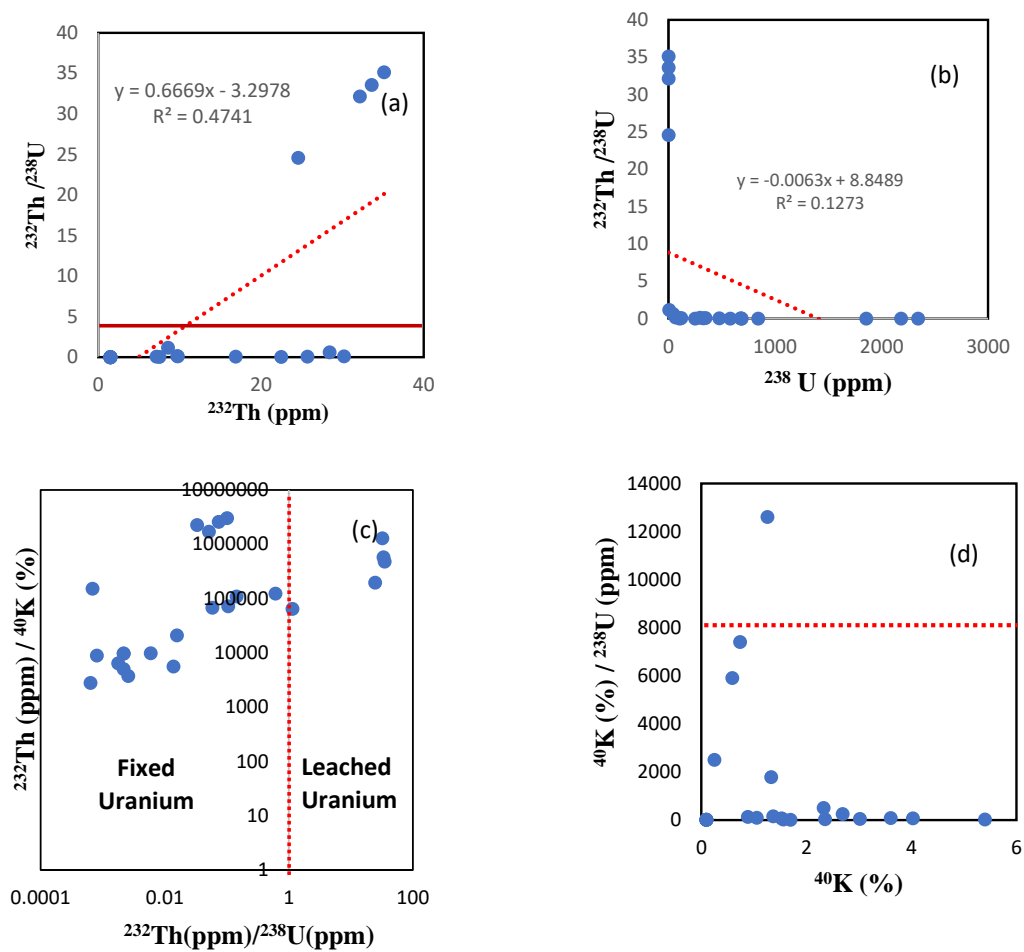 40
35
30
25
20
15
10
5
0
0 20 40
²³²Th /²³⁸U
²³²Th (ppm)
y = 0.6669x - 3.2978
R² = 0.4741
(a)
40
35
30
25
20
15
10
5
0
0 1000 2000 3000
²³²Th /²³⁸U
²³⁸ U (ppm)
y = -0.0063x + 8.8489
R² = 0.1273
(b)
10000000
1000000
100000
10000
1000
100
10
1
0.0001 0.01 1 100
²³²Th (ppm) / ⁴⁰K (%)
²³²Th(ppm)/²³⁸U(ppm)
(c)
Fixed
Uranium
Leached
Uranium
14000
12000
10000
8000
6000
4000
2000
0
0 2 4 6
⁴⁰K (%) / ²³⁸U (ppm)
⁴⁰K (%)
(d)